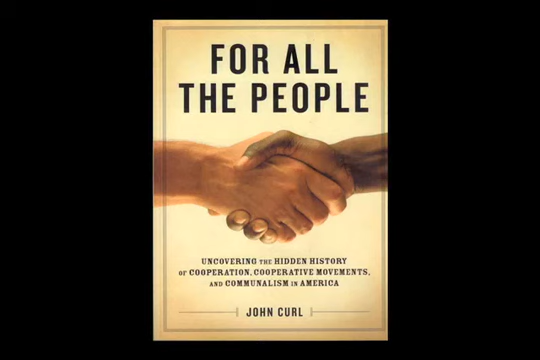 FOR ALL
THE PEOPLE
UNCOVERING THE HIDDEN HISTORY
OF COOPERATION, COOPERATIVE MOVEMENTS,
AND COMMUNALISM IN AMERICA
JOHN CURL